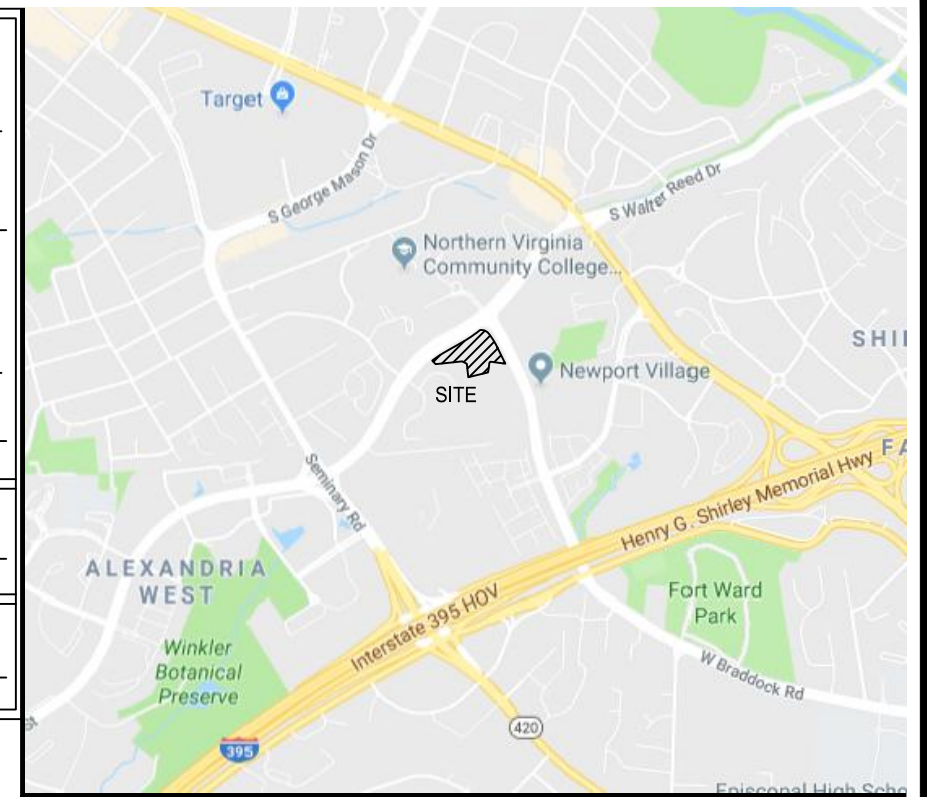 Target
S George Mason Dr
S Walter Reed Dr
Northern Virginia
Community College...
SHI
SITE
Newport Village
FA
Seminary Rd
Henry G. Shirley Memorial Hwy
ALEXANDRIA
WEST
Interstate 395 HOV
Fort Ward
Park
Winkler
Botanical
Preserve
W Braddock Rd
St
420
395
Episcopal High Scho